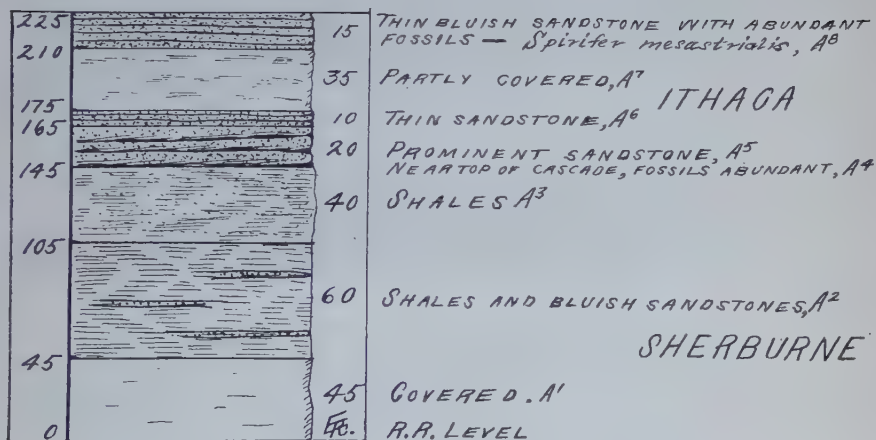 225 15 THIN BLUISH SANDSTONE WITH ABUNDANT
FOSSILS — Spirifer mesastrialis, A⁸
210
35 PARTLY COVERED, A⁷
ITHACA
175
10 THIN SANDSTONE, A⁶
165
20 PROMINENT SANDSTONE, A⁵
NEAR TOP OF CASCADE, FOSSILS ABUNDANT, A⁴
145
40 SHALES A³
105
60 SHALES AND BLUISH SANDSTONES, A²
SHERBURNE
45
45 COVERED. A'
0 R.R. LEVEL